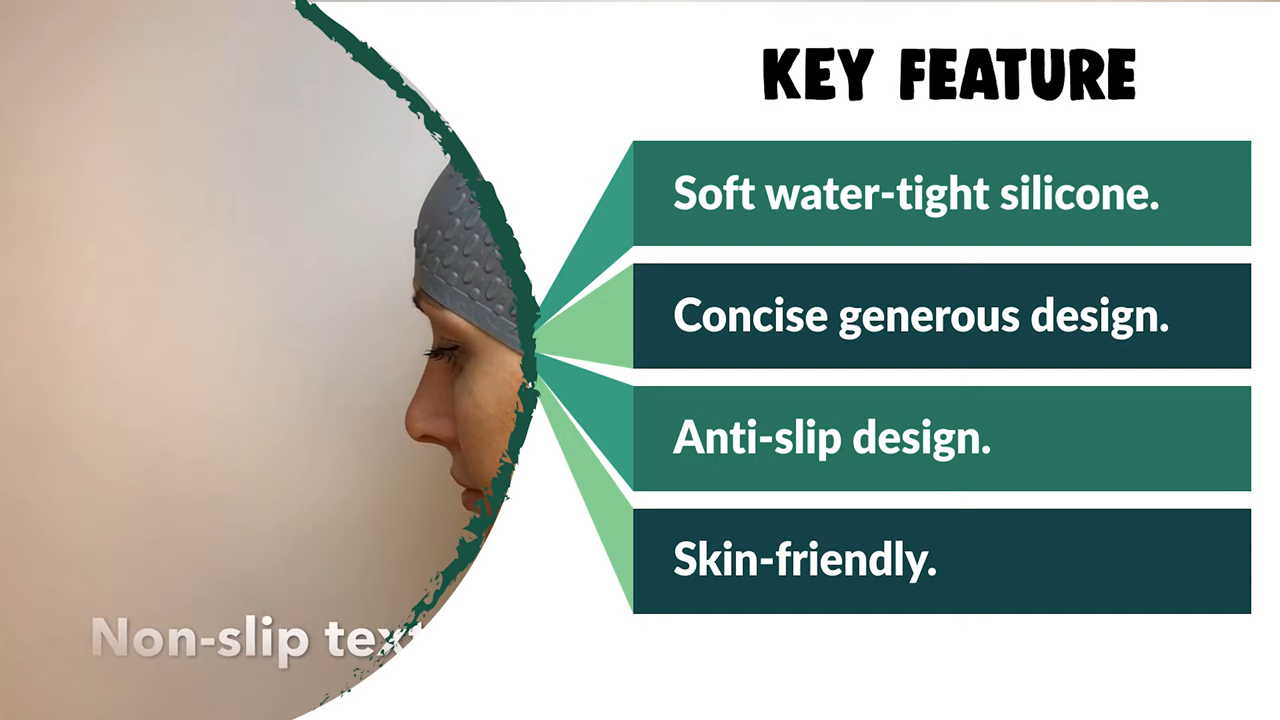 KEY FEATURE
Soft water-tight silicone.
Concise generous design.
Anti-slip design.
Skin-friendly.
Non-slip